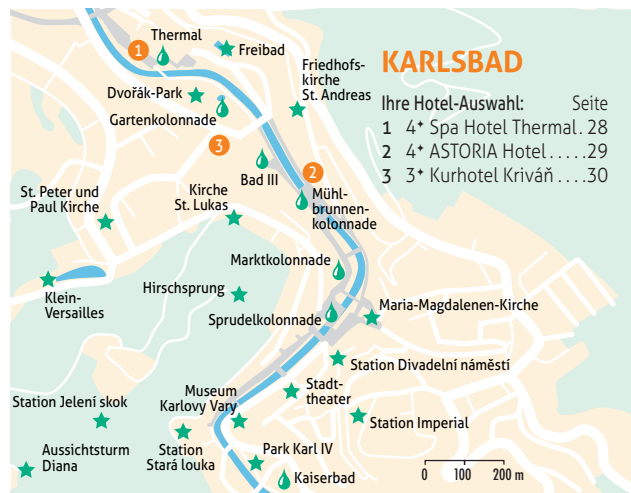 KARLSBAD
Ihre Hotel-Auswahl: Seite
1 4+ Spa Hotel Thermal. 28
2 4+ ASTORIA Hotel.....29
3 3+ Kurhotel Kriváň...30
Thermal
1
Freibad
Friedhofs-
kirche
St. Andreas
Dvořák-Park
Gartenkolonnade
3
Bad III
2
Mühl-
brunnen-
kolonnade
St. Peter und
Paul Kirche
Kirche
St. Lukas
Marktkolonnade
Klein-
Versailles
Hirschsprung
Sprudelkolonnade
Maria-Magdalenen-Kirche
Station Divadelní náměstí
Museum
Karlovy Vary
Stadt-
theater
Station Jelení skok
Station Imperial
Station
Stará louka
Aussichtsturm
Diana
Park Karl IV
Kaiserbad
0 100 200 m